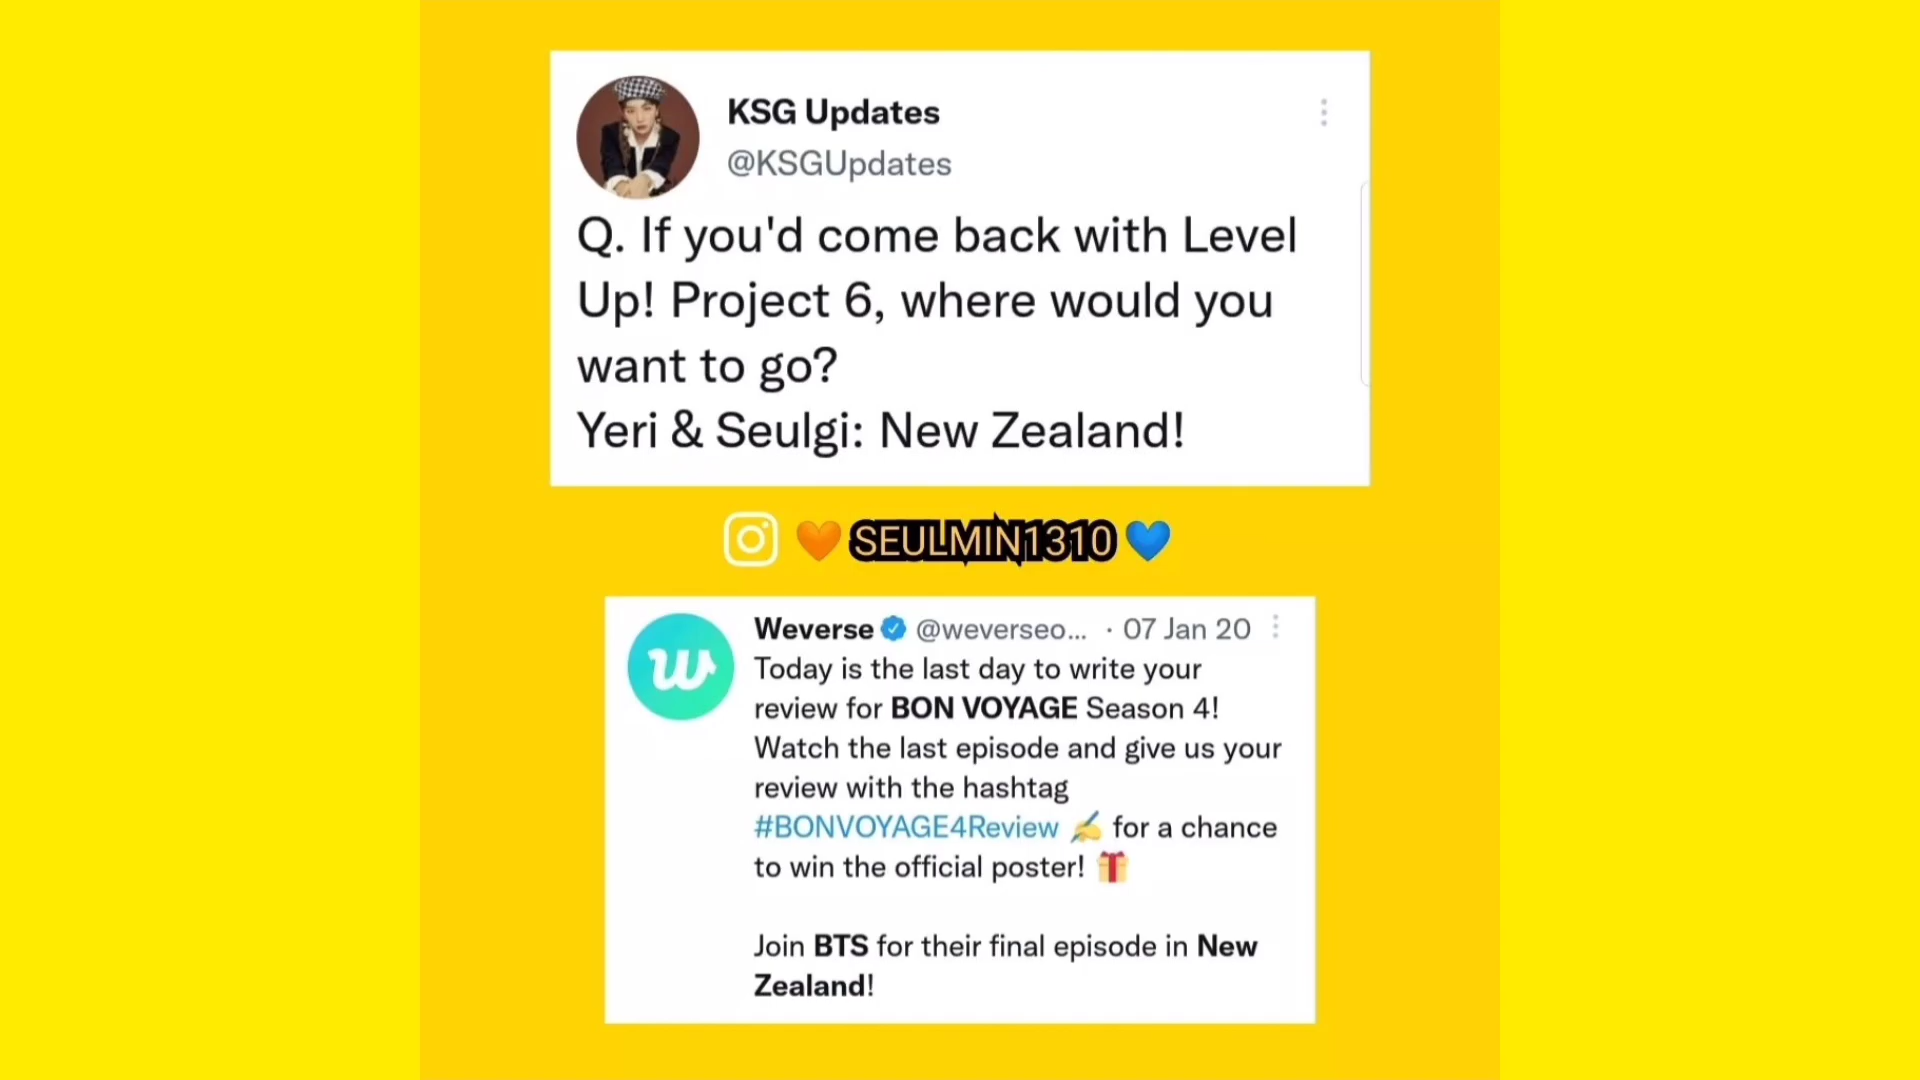 KSG Updates
@KSGUpdates
Q. If you'd come back with Level
Up! Project 6, where would you
want to go?
Yeri & Seulgi: New Zealand!
🧡 SEULMIN1310 💙
w
Weverse @weverseo... · 07 Jan 20
Today is the last day to write your
review for BON VOYAGE Season 4!
Watch the last episode and give us your
review with the hashtag
#BONVOYAGE4Review ✍️ for a chance
to win the official poster! 🎁
Join BTS for their final episode in New
Zealand!